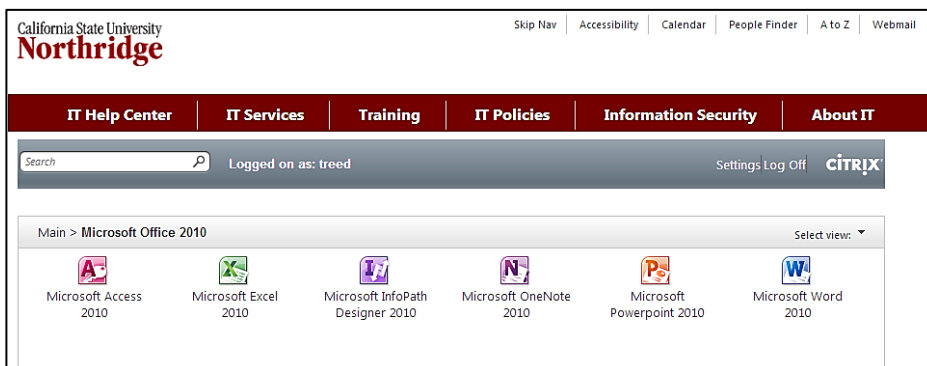 California State University
Northridge
Skip Nav Accessibility Calendar People Finder A to Z Webmail
IT Help Center IT Services Training IT Policies Information Security About IT
Search Logged on as: treed Settings Log Off CITRIX
Main > Microsoft Office 2010 Select view:
Microsoft Access 2010
Microsoft Excel 2010
Microsoft InfoPath Designer 2010
Microsoft OneNote 2010
Microsoft Powerpoint 2010
Microsoft Word 2010